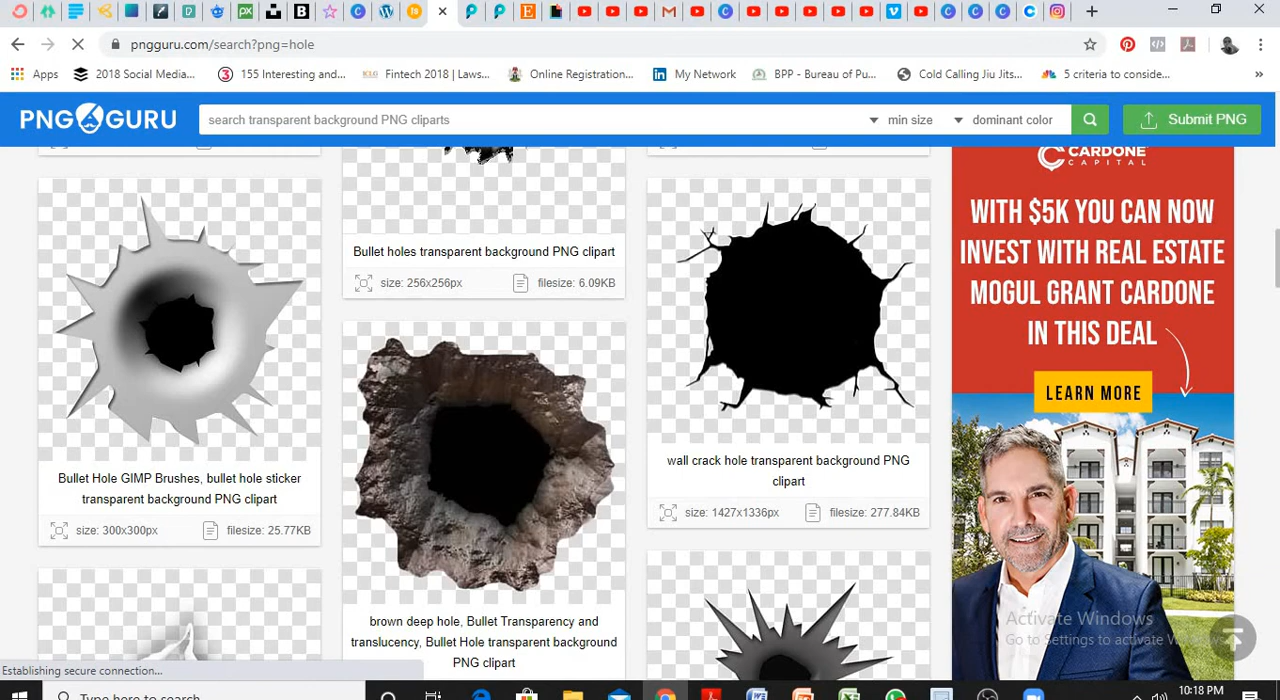 pngguru.com/search?png=hole
Apps
2018 Social Media...
155 Interesting and...
Fintech 2018 | Laws...
Online Registration...
My Network
BPP - Bureau of Pu...
Cold Calling Jiu Jits...
5 criteria to conside...
»
PNG GURU
search transparent background PNG cliparts
min size
dominant color
Submit PNG
Bullet holes transparent background PNG clipart
size: 256x256px
filesize: 6.09KB
Bullet Hole GIMP Brushes, bullet hole sticker
transparent background PNG clipart
size: 300x300px
filesize: 25.77KB
brown deep hole, Bullet Transparency and
translucency, Bullet Hole transparent background
PNG clipart
wall crack hole transparent background PNG
clipart
size: 1427x1336px
filesize: 277.84KB
CARDONE
CAPITAL
WITH $5K YOU CAN NOW
INVEST WITH REAL ESTATE
MOGUL GRANT CARDONE
IN THIS DEAL
LEARN MORE
Activate Windows
Go to Settings to activate Windows.
Establishing secure connection...
Type here to search
10:18 PM